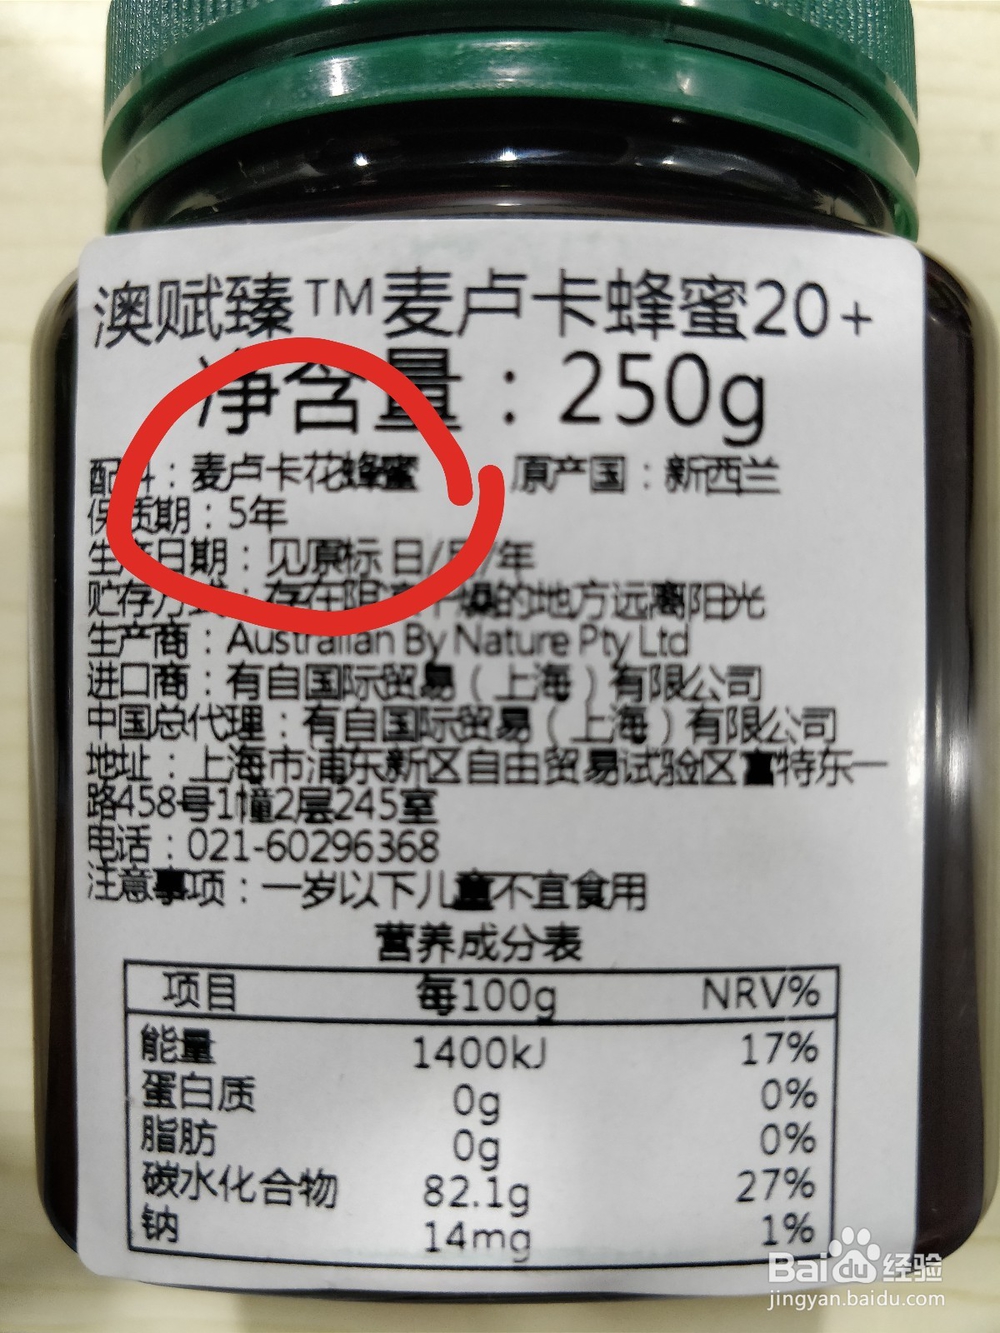 澳赋臻™麦卢卡蜂蜜20+
净含量：250g
配料：麦卢卡花蜂蜜 原产国：新西兰
保质期：5年
生产日期：见原标 日/月/年
贮存方式：存在阴凉干燥的地方远离阳光
生产商：Australian By Nature Pty Ltd
进口商：有自国际贸易（上海）有限公司
中国总代理：有自国际贸易（上海）有限公司
地址：上海市浦东新区自由贸易试验区富特东一
路458号1幢2层245室
电话：021-60296368
注意事项：一岁以下儿童不宜食用
营养成分表
项目 每100g NRV%
能量 1400kJ 17%
蛋白质 0g 0%
脂肪 0g 0%
碳水化合物 82.1g 27%
钠 14mg 1%
Baidu经验
jingyan.baidu.com